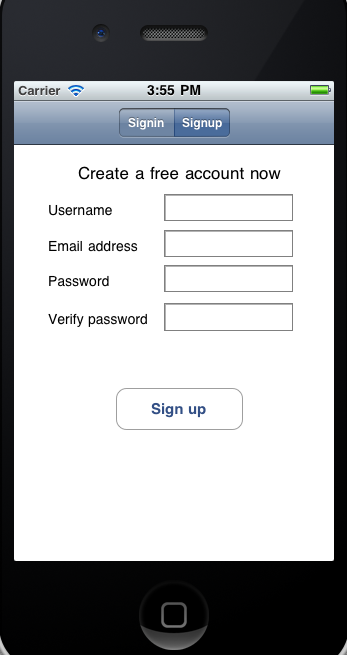 Carrier 3:55 PM
Signin Signup
Create a free account now
Username
Email address
Password
Verify password
Sign up